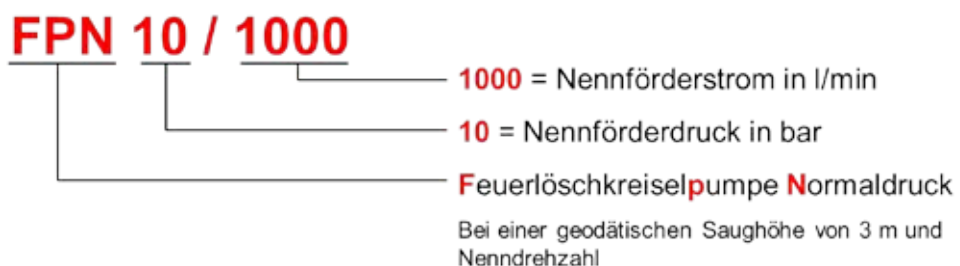 FPN 10 / 1000
1000 = Nennförderstrom in l/min
10 = Nennförderdruck in bar
Feuerlöschkreiselpumpe Normaldruck
Bei einer geodätischen Saughöhe von 3 m und
Nenndrehzahl